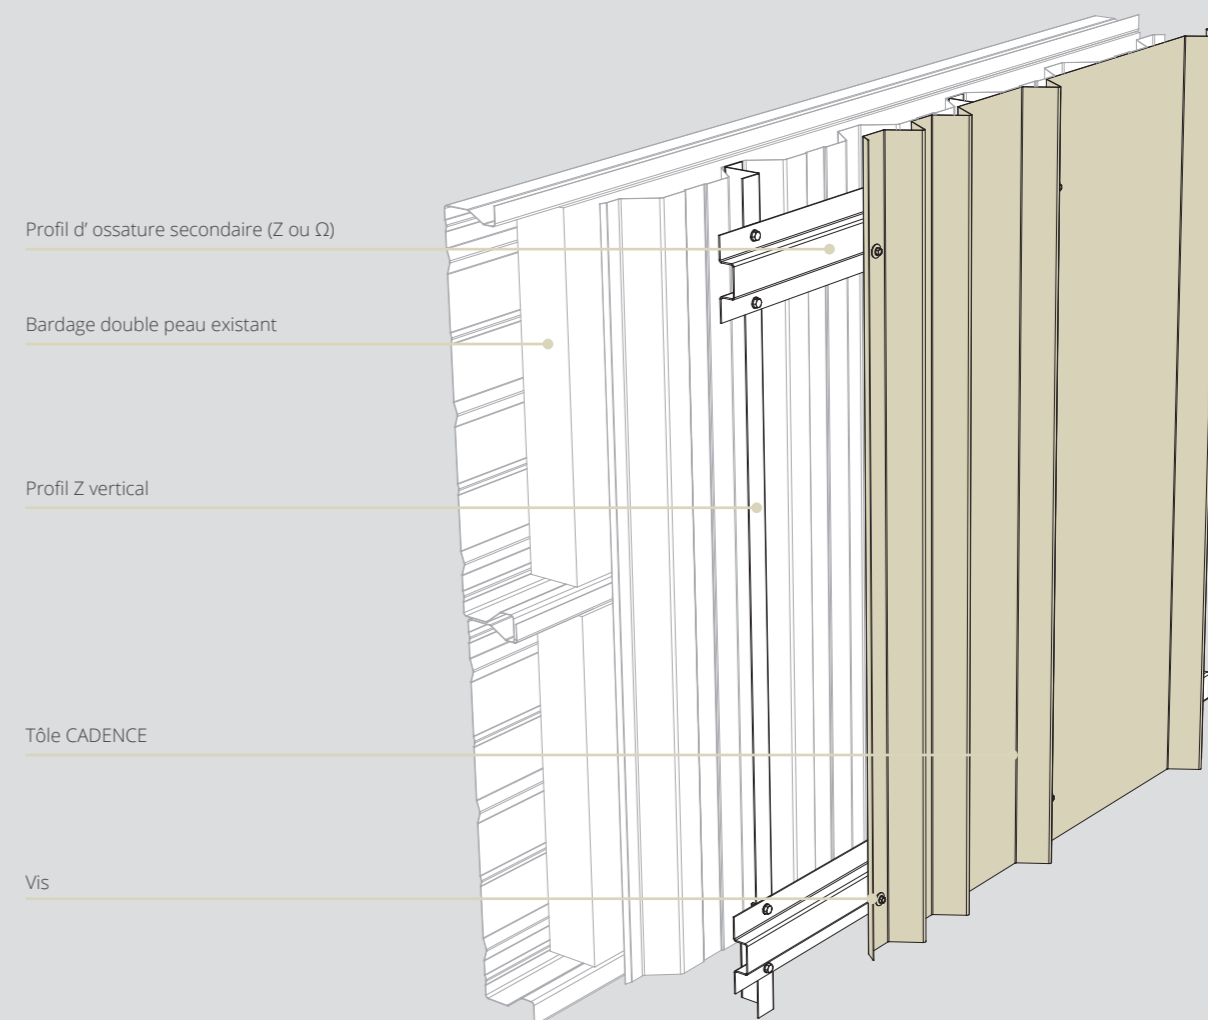 Profil d' ossature secondaire (Z ou Ω)
Bardage double peau existant
Profil Z vertical
Tôle CADENCE
Vis